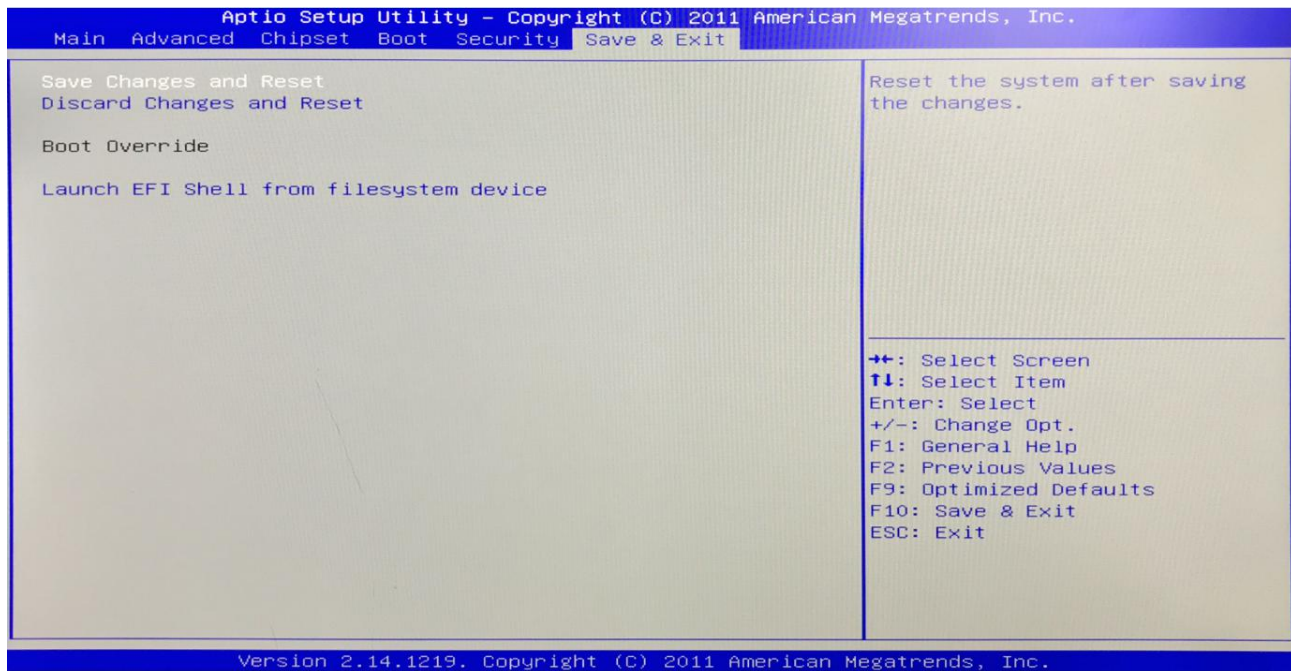 Aptio Setup Utility – Copyright (C) 2011 American Megatrends, Inc.
Main Advanced Chipset Boot Security Save & Exit
Save Changes and Reset
Discard Changes and Reset
Boot Override
Launch EFI Shell from filesystem device
Reset the system after saving
the changes.
→←: Select Screen
↑↓: Select Item
Enter: Select
+/-: Change Opt.
F1: General Help
F2: Previous Values
F9: Optimized Defaults
F10: Save & Exit
ESC: Exit
Version 2.14.1219. Copyright (C) 2011 American Megatrends, Inc.